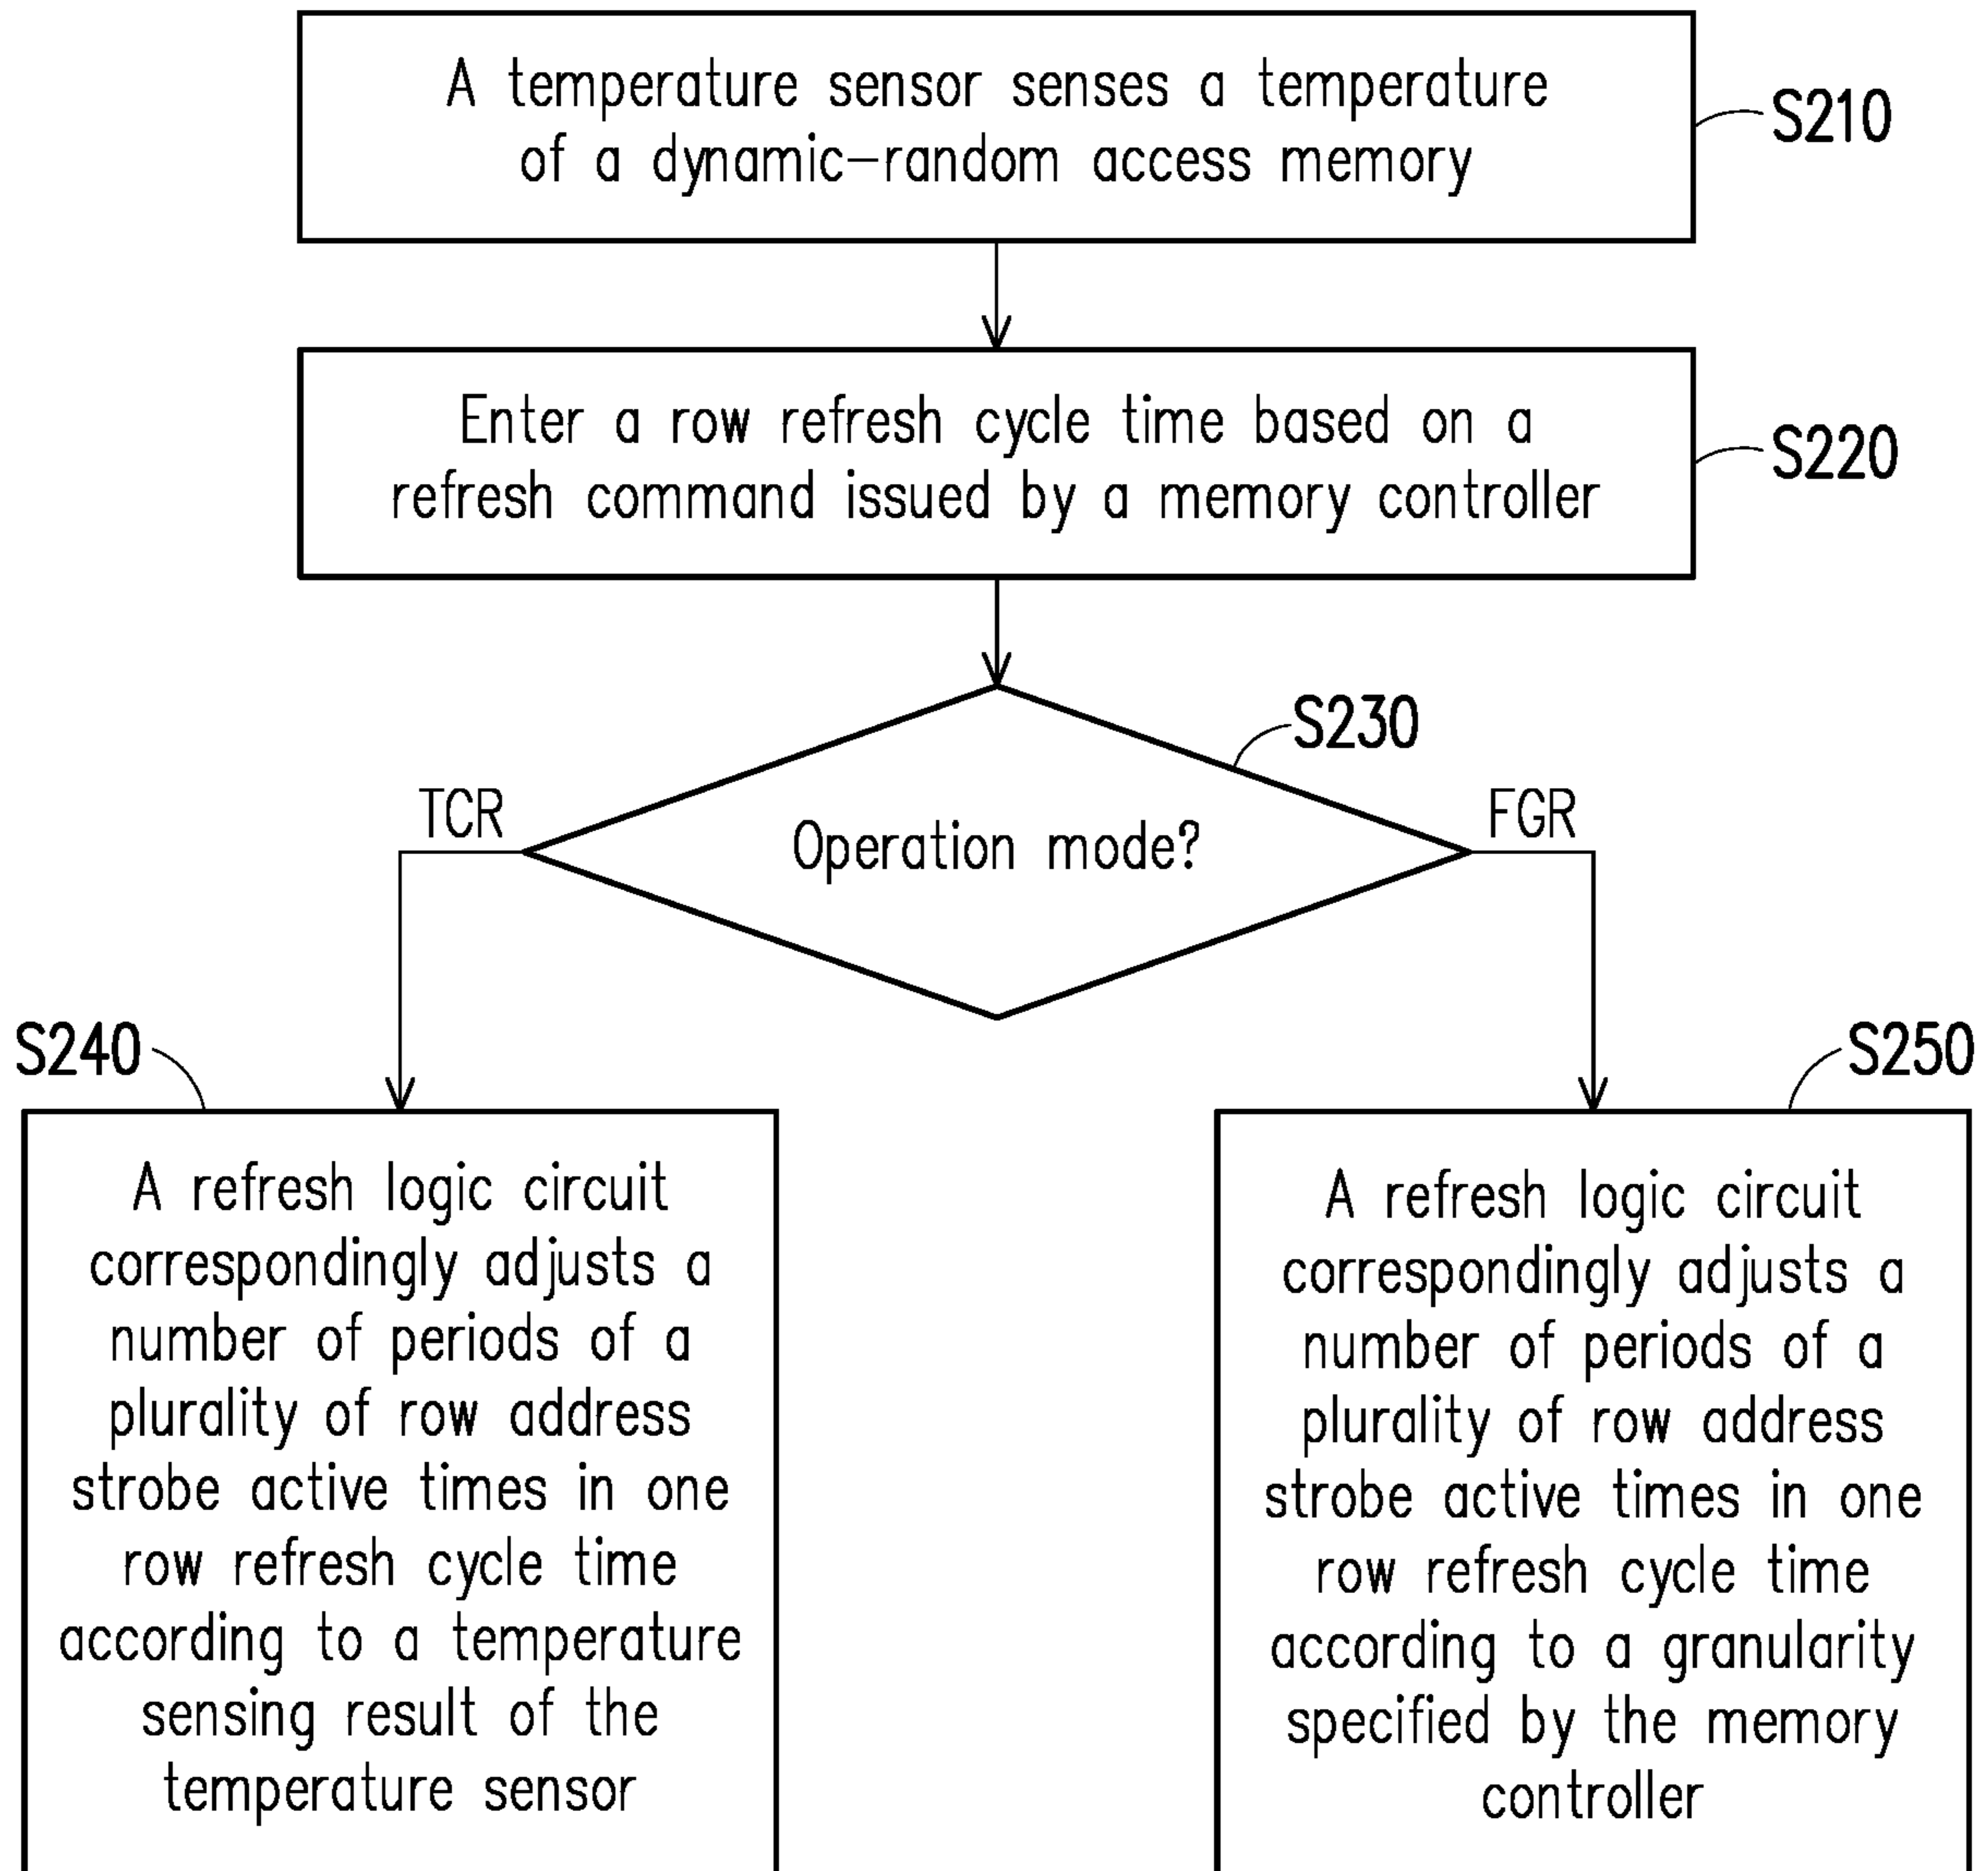 A temperature sensor senses a temperature
of a dynamic-random access memory
S210
Enter a row refresh cycle time based on a
refresh command issued by a memory controller
S220
S230
TCR
Operation mode?
FGR
S240
A refresh logic circuit
correspondingly adjusts a
number of periods of a
plurality of row address
strobe active times in one
row refresh cycle time
according to a temperature
sensing result of the
temperature sensor
S250
A refresh logic circuit
correspondingly adjusts a
number of periods of a
plurality of row address
strobe active times in one
row refresh cycle time
according to a granularity
specified by the memory
controller